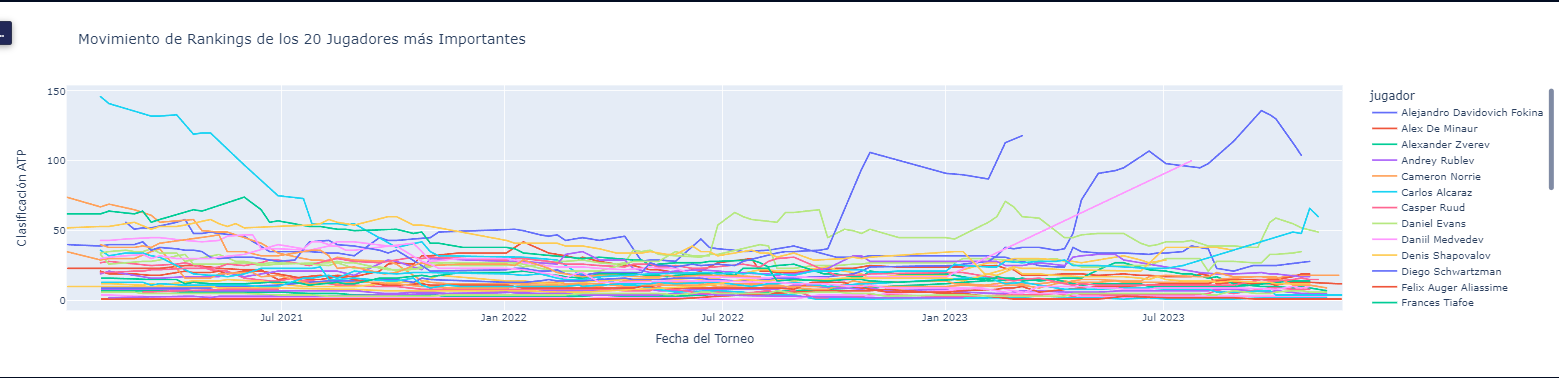 Movimiento de Rankings de los 20 Jugadores más Importantes
Clasificación ATP
150
100
50
0
Jul 2021
Jan 2022
Jul 2022
Jan 2023
Jul 2023
Fecha del Torneo
jugador
Alejandro Davidovich Fokina
Alex De Minaur
Alexander Zverev
Andrey Rublev
Cameron Norrie
Carlos Alcaraz
Casper Ruud
Daniel Evans
Daniil Medvedev
Denis Shapovalov
Diego Schwartzman
Felix Auger Aliassime
Frances Tiafoe